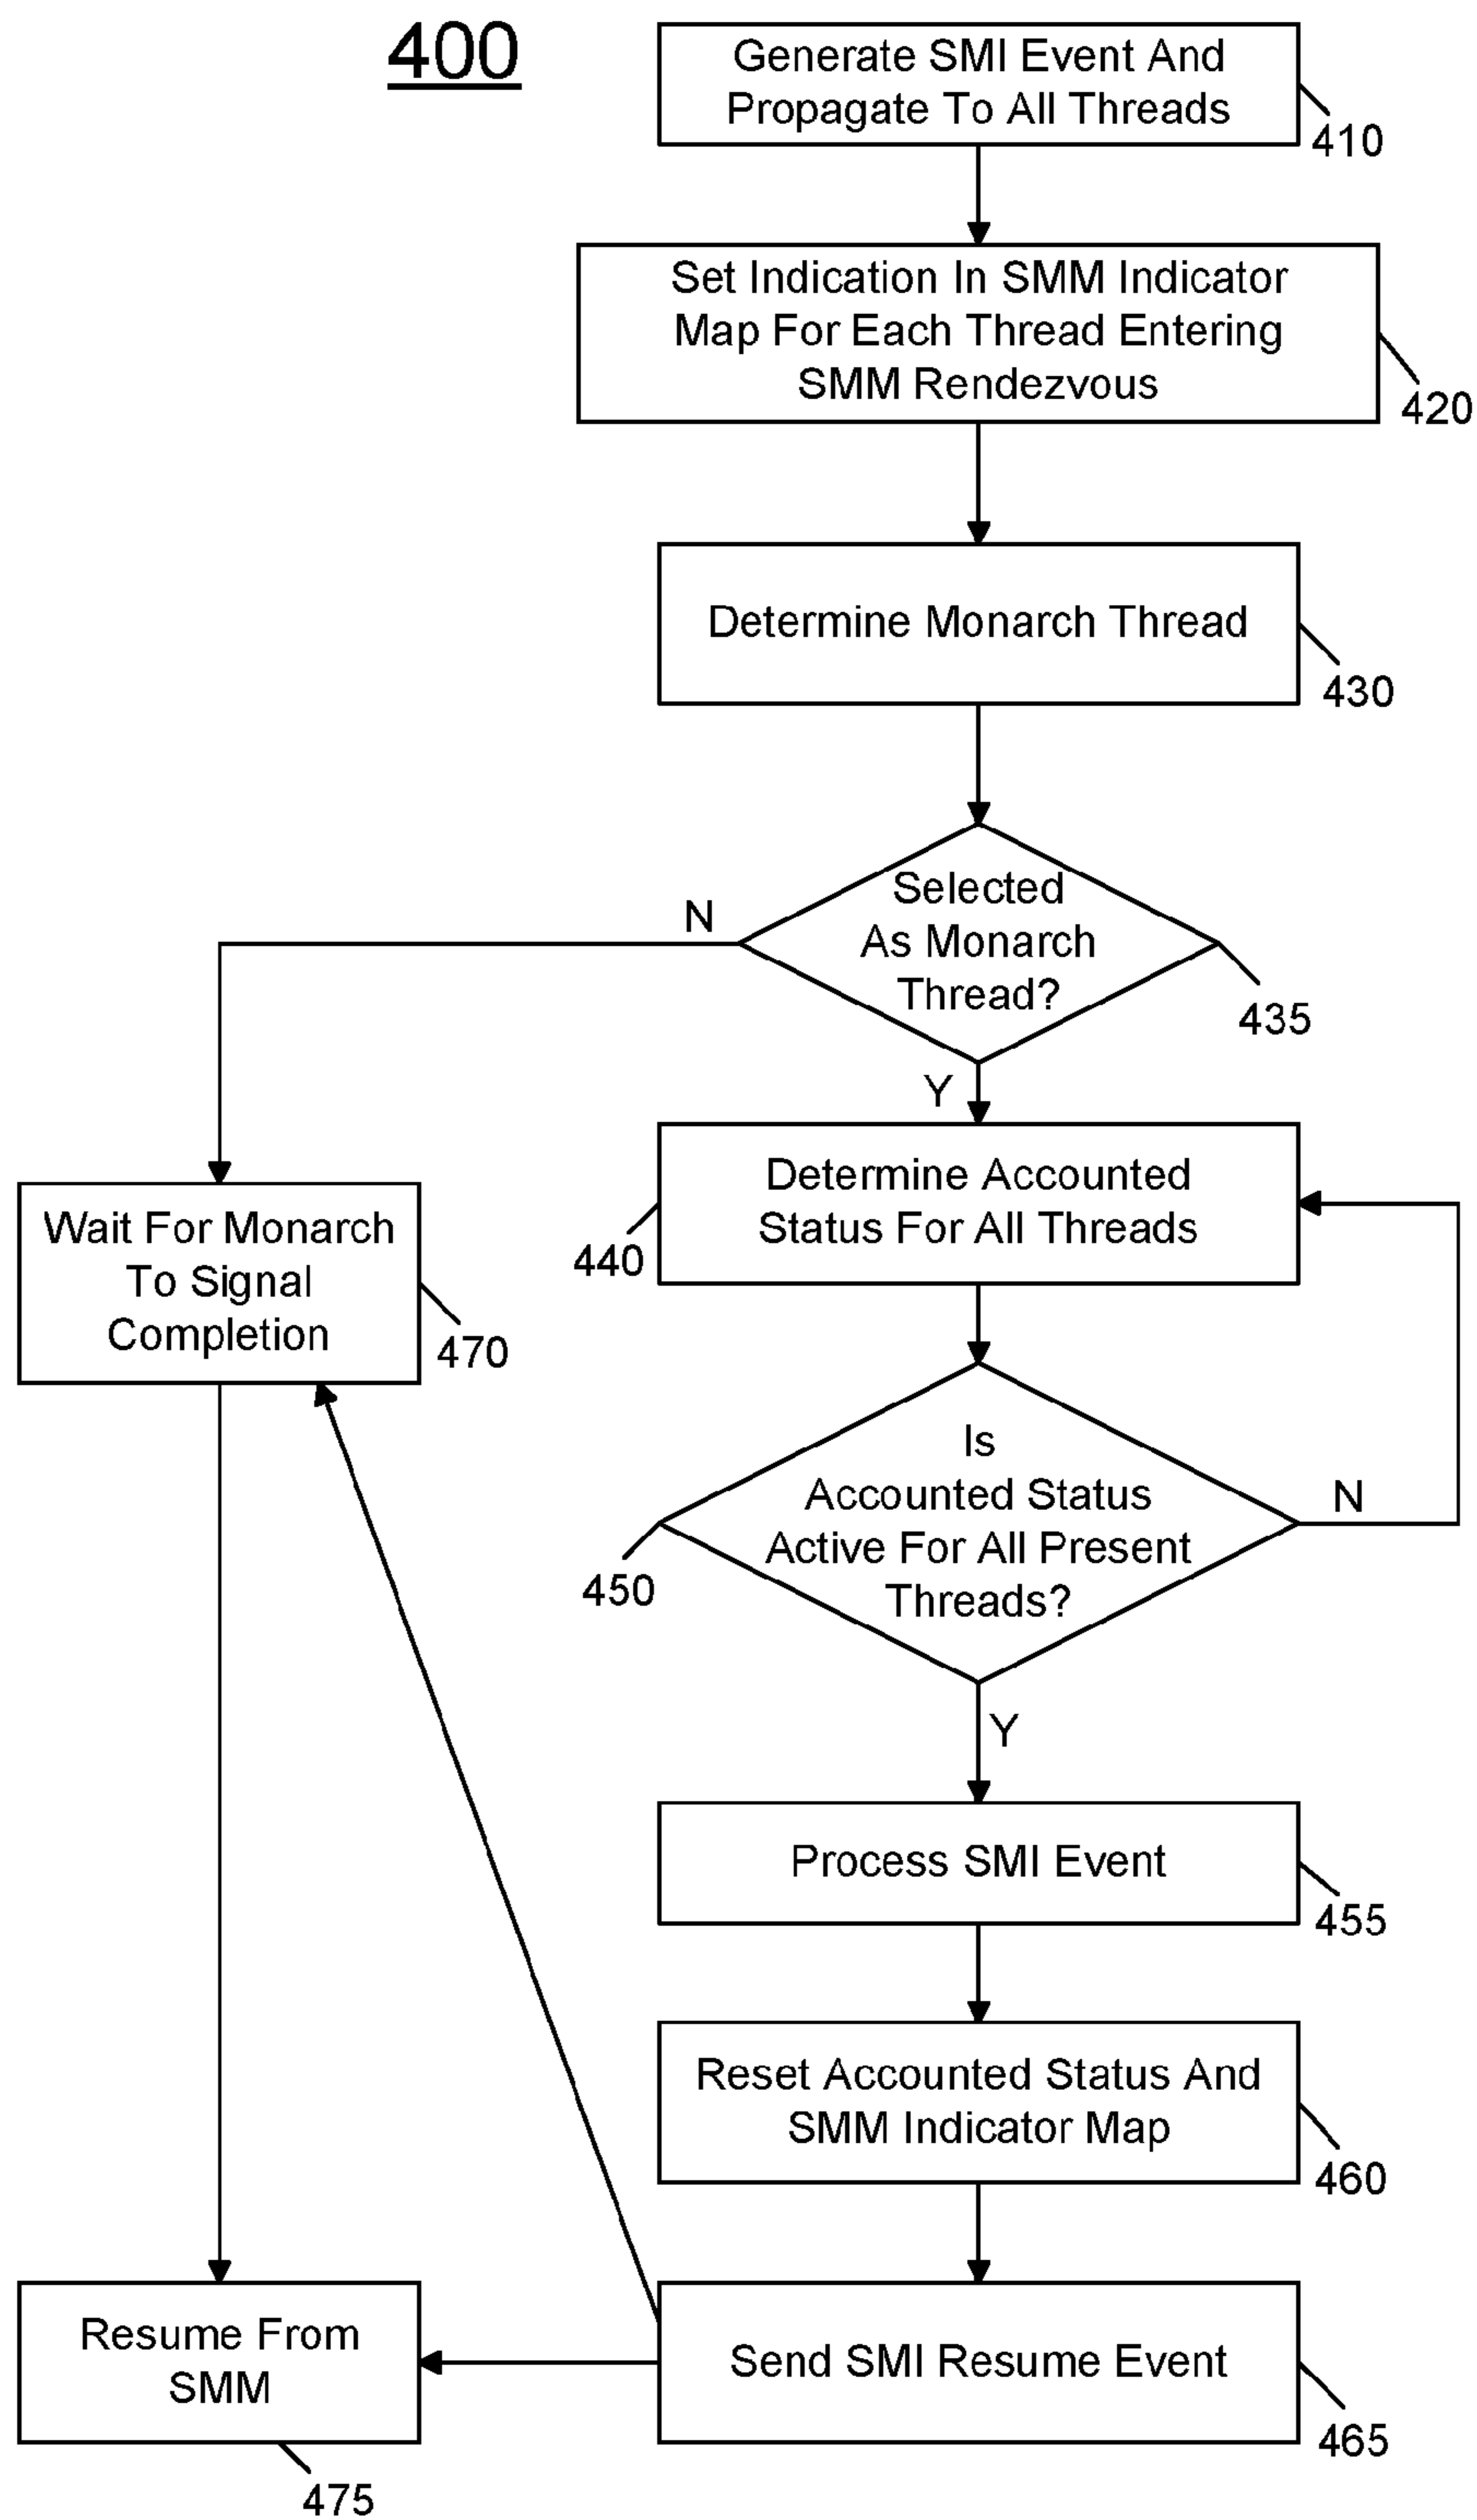 400
Generate SMI Event And
Propagate To All Threads
410
Set Indication In SMM Indicator
Map For Each Thread Entering
SMM Rendezvous
420
Determine Monarch Thread
430
Selected
As Monarch
Thread?
435
N
Y
Determine Accounted
Status For All Threads
440
Wait For Monarch
To Signal
Completion
470
Is
Accounted Status
Active For All Present
Threads?
450
N
Y
Process SMI Event
455
Reset Accounted Status And
SMM Indicator Map
460
Send SMI Resume Event
465
Resume From
SMM
475